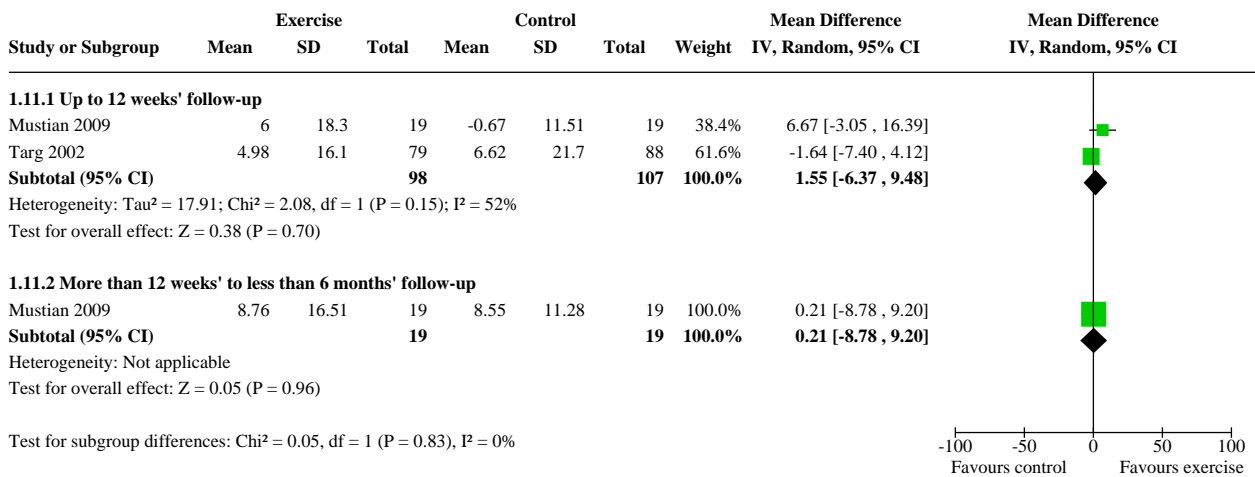 Exercise Control Mean Difference Mean Difference
Study or Subgroup Mean SD Total Mean SD Total Weight IV, Random, 95% CI IV, Random, 95% CI
1.11.1 Up to 12 weeks' follow-up
Mustian 2009 6 18.3 19 -0.67 11.51 19 38.4% 6.67 [-3.05 , 16.39]
Targ 2002 4.98 16.1 79 6.62 21.7 88 61.6% -1.64 [-7.40 , 4.12]
Subtotal (95% CI) 98 107 100.0% 1.55 [-6.37 , 9.48]
Heterogeneity: Tau² = 17.91; Chi² = 2.08, df = 1 (P = 0.15); I² = 52%
Test for overall effect: Z = 0.38 (P = 0.70)
1.11.2 More than 12 weeks' to less than 6 months' follow-up
Mustian 2009 8.76 16.51 19 8.55 11.28 19 100.0% 0.21 [-8.78 , 9.20]
Subtotal (95% CI) 19 19 100.0% 0.21 [-8.78 , 9.20]
Heterogeneity: Not applicable
Test for overall effect: Z = 0.05 (P = 0.96)
Test for subgroup differences: Chi² = 0.05, df = 1 (P = 0.83), I² = 0%
-100 -50 0 50 100
Favours control Favours exercise